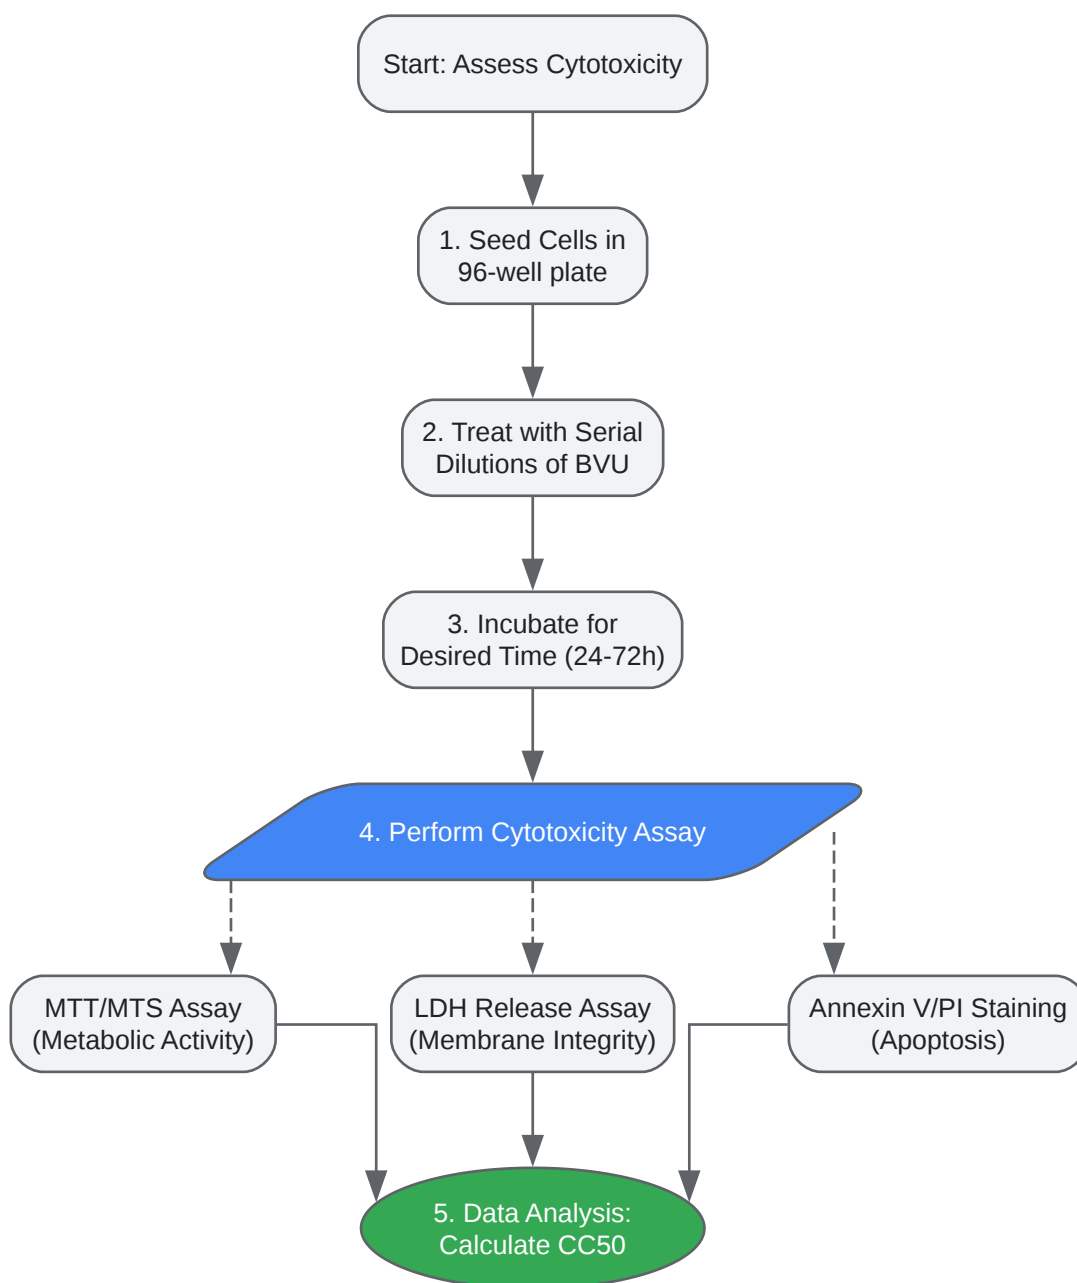 Start: Assess Cytotoxicity
1. Seed Cells in
96-well plate
2. Treat with Serial
Dilutions of BVU
3. Incubate for
Desired Time (24-72h)
4. Perform Cytotoxicity Assay
MTT/MTS Assay
(Metabolic Activity)
LDH Release Assay
(Membrane Integrity)
Annexin V/PI Staining
(Apoptosis)
5. Data Analysis:
Calculate CC50